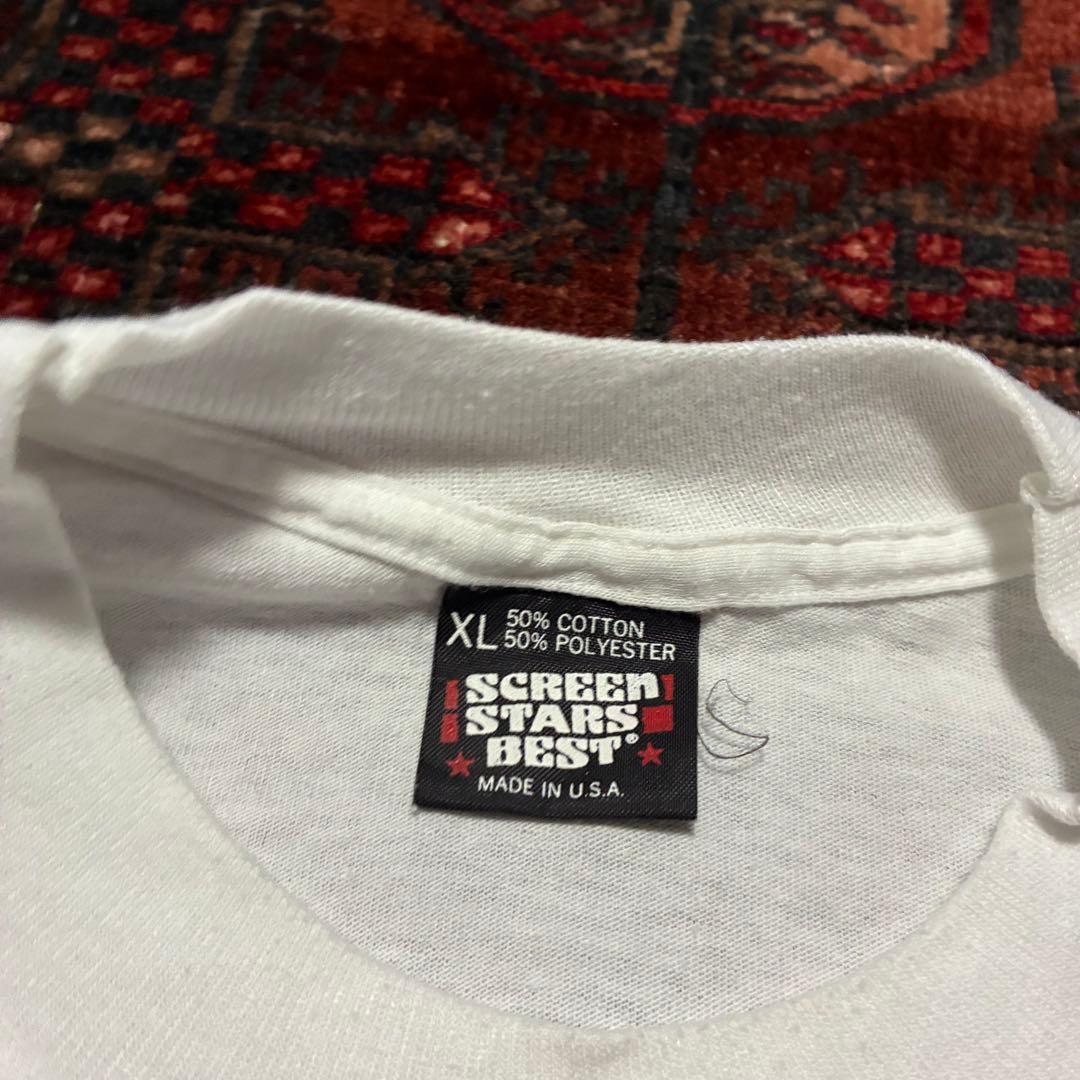 XL 50% COTTON
50% POLYESTER
SCREEN
STARS
BEST®
MADE IN U.S.A.